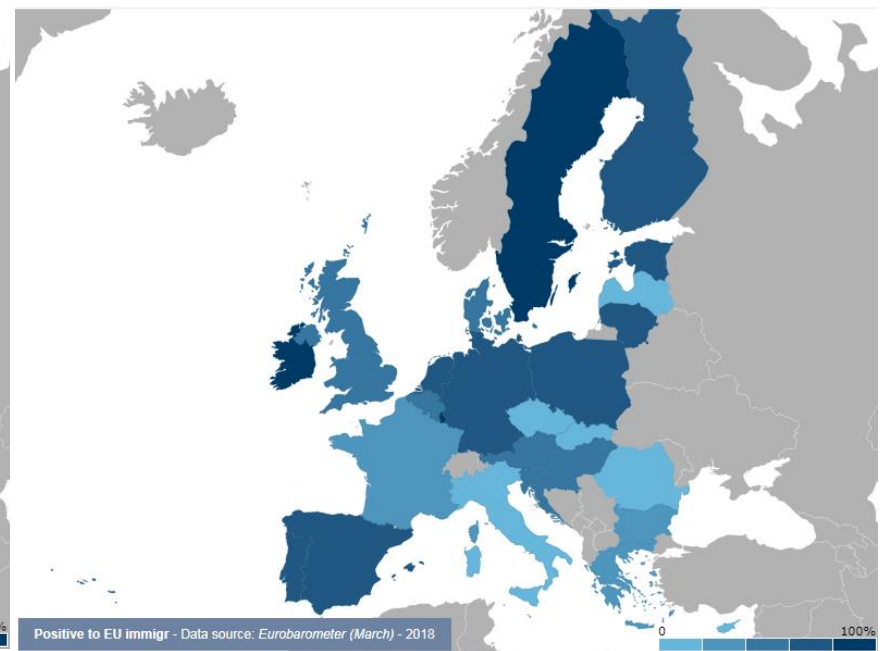 %
Positive to EU immigr - Data source: Eurobarometer (March) - 2018
0 100%